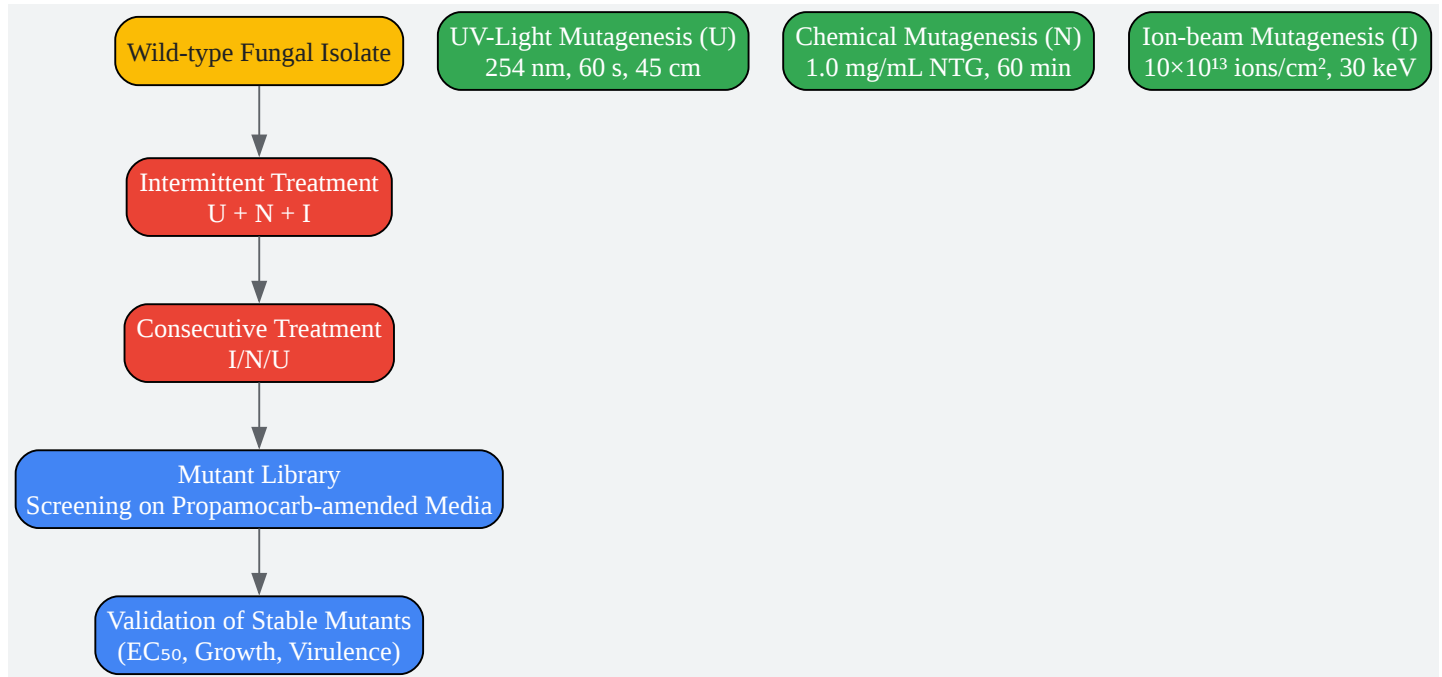 Wild-type Fungal Isolate
UV-Light Mutagenesis (U)
254 nm, 60 s, 45 cm
Chemical Mutagenesis (N)
1.0 mg/mL NTG, 60 min
Ion-beam Mutagenesis (I)
10×10¹³ ions/cm², 30 keV
Intermittent Treatment
U + N + I
Consecutive Treatment
I/N/U
Mutant Library
Screening on Propamocarb-amended Media
Validation of Stable Mutants
(EC₅₀, Growth, Virulence)